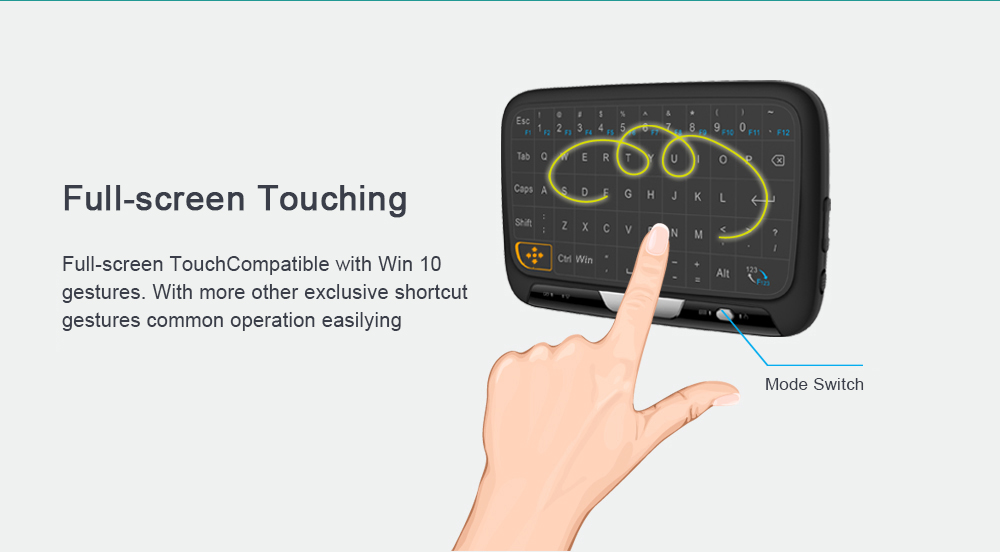 Full-screen Touching
Full-screen TouchCompatible with Win 10
gestures. With more other exclusive shortcut
gestures common operation easilying
Esc F1 ! 1 F2 @ 2 F3 # 3 F4 $ 4 F5 % 5 F6 ^ 6 F7 & 7 F8 * 8 F9 ( 9 F10 ) 0 F11 ~ F12
Tab Q W E R T Y U I O P
Caps A S D F G H J K L
Shift : ; Z X C V B N M < > ? /
Ctrl Win - + = Alt 123 F123
Mode Switch